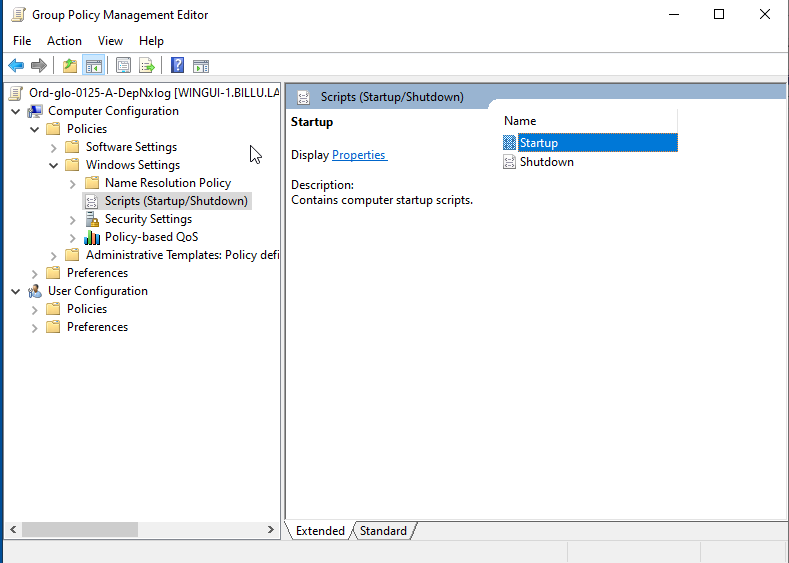 Group Policy Management Editor
File Action View Help
Ord-glo-0125-A-DepNxlog [WINGUI-1.BILLU.LA
Computer Configuration
Policies
Software Settings
Windows Settings
Name Resolution Policy
Scripts (Startup/Shutdown)
Security Settings
Policy-based QoS
Administrative Templates: Policy defi
Preferences
User Configuration
Policies
Preferences
Scripts (Startup/Shutdown)
Startup
Display Properties
Description:
Contains computer startup scripts.
Name
Startup
Shutdown
Extended Standard